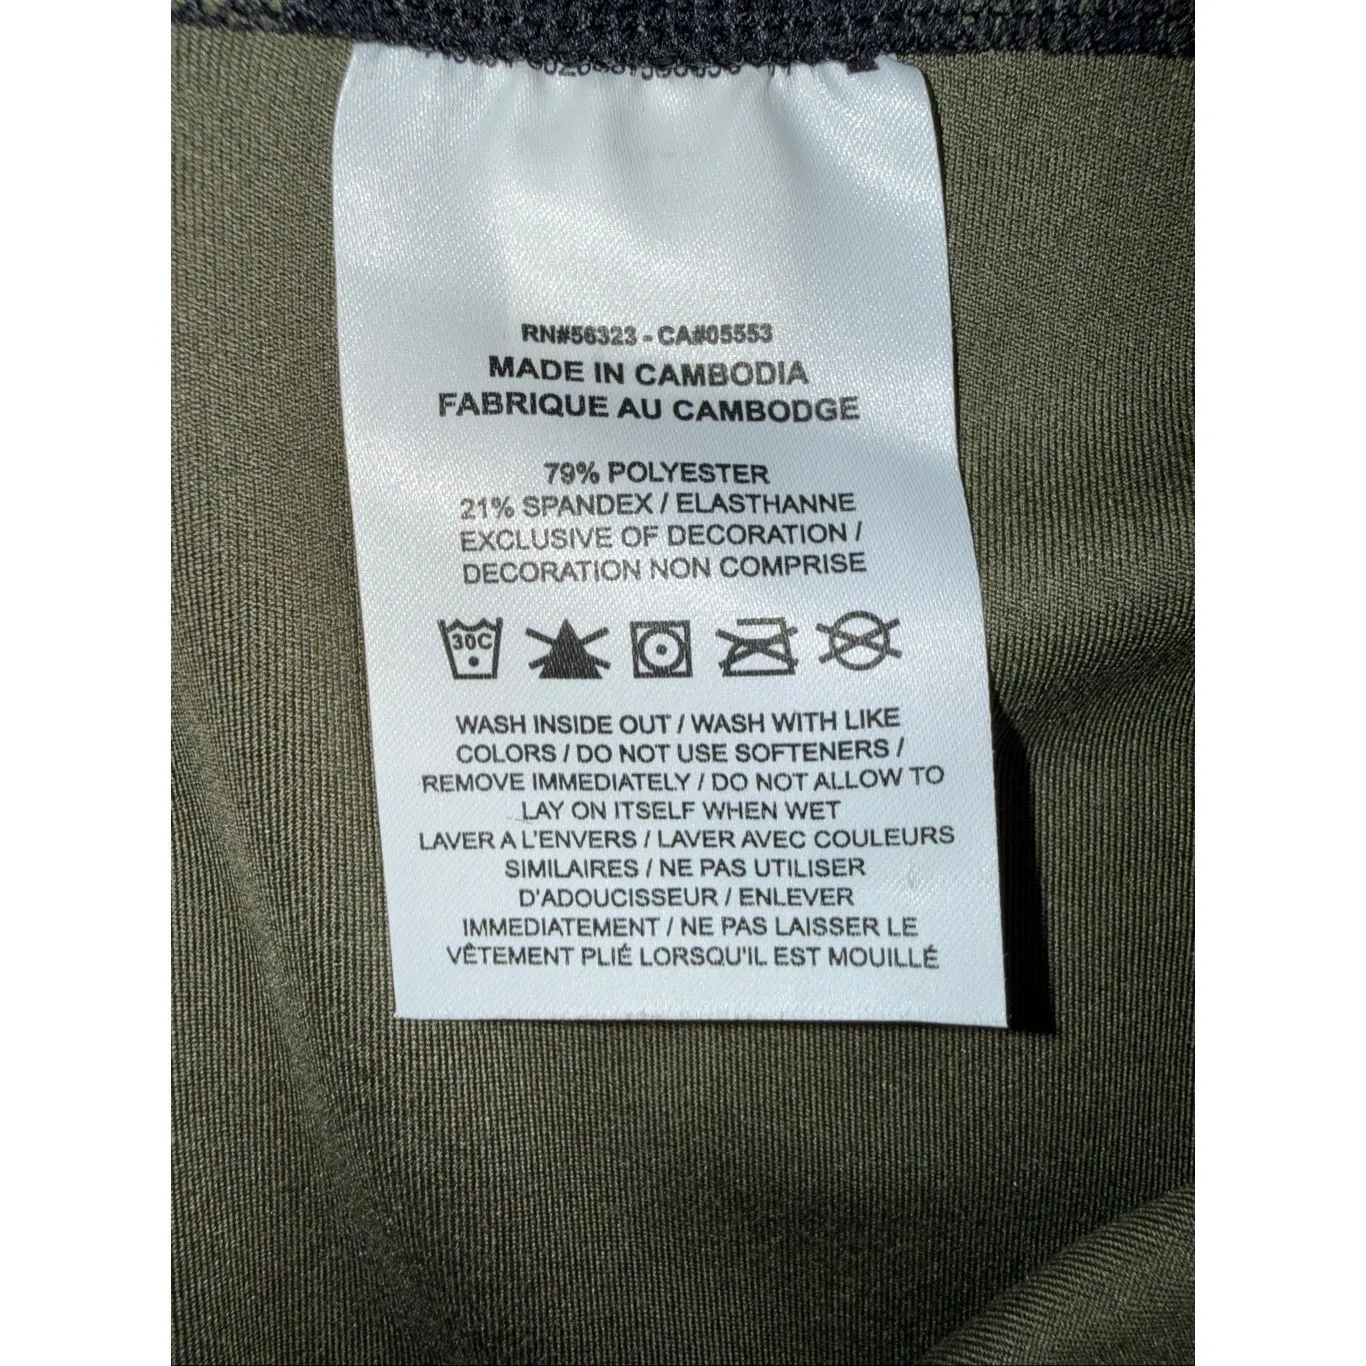 RN#56323 - CA#05553
MADE IN CAMBODIA
FABRIQUE AU CAMBODGE
79% POLYESTER
21% SPANDEX / ELASTHANNE
EXCLUSIVE OF DECORATION /
DECORATION NON COMPRISE
30C
WASH INSIDE OUT / WASH WITH LIKE
COLORS / DO NOT USE SOFTENERS /
REMOVE IMMEDIATELY / DO NOT ALLOW TO
LAY ON ITSELF WHEN WET
LAVER A L'ENVERS / LAVER AVEC COULEURS
SIMILAIRES / NE PAS UTILISER
D'ADOUCISSEUR / ENLEVER
IMMEDIATEMENT / NE PAS LAISSER LE
VÊTEMENT PLIÉ LORSQU'IL EST MOUILLÉ